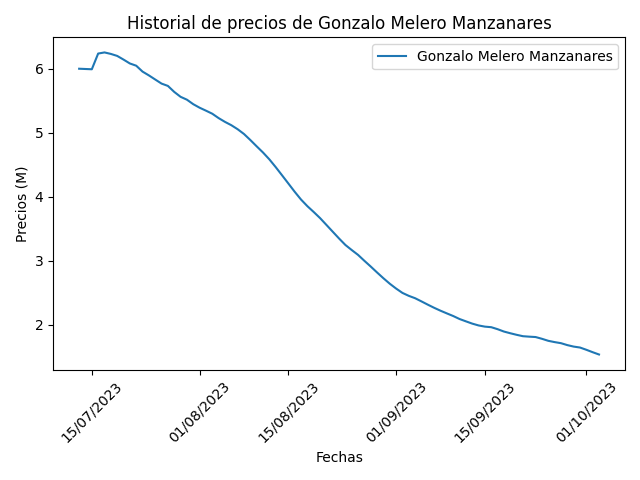 Historial de precios de Gonzalo Melero Manzanares
Gonzalo Melero Manzanares
Precios (M)
6
5
4
3
2
15/07/2023
01/08/2023
15/08/2023
01/09/2023
15/09/2023
01/10/2023
Fechas